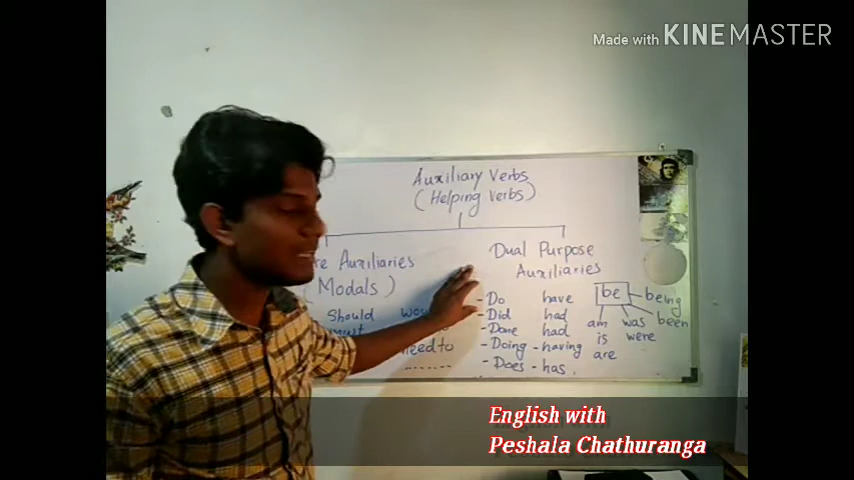 Made with KINEMASTER
Auxiliary Verbs
(Helping verbs)
Auxiliaries
(Modals)
Should
must
need to
........
Dual Purpose
Auxiliaries
- Do have
- Did had
- Done had
- Doing - having
- Does - has.
be being
been
am was
is were
are
English with
Peshala Chathuranga